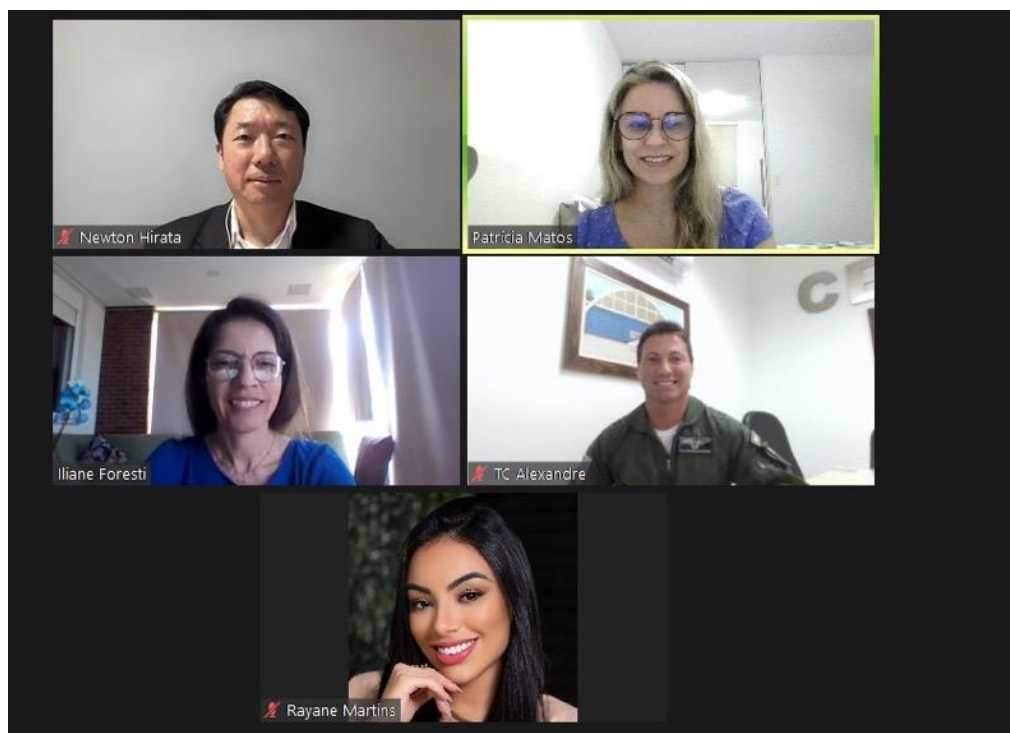 Newton Hirata
Patrícia Matos
Iliane Foresti
C
TC Alexandre
Rayane Martins